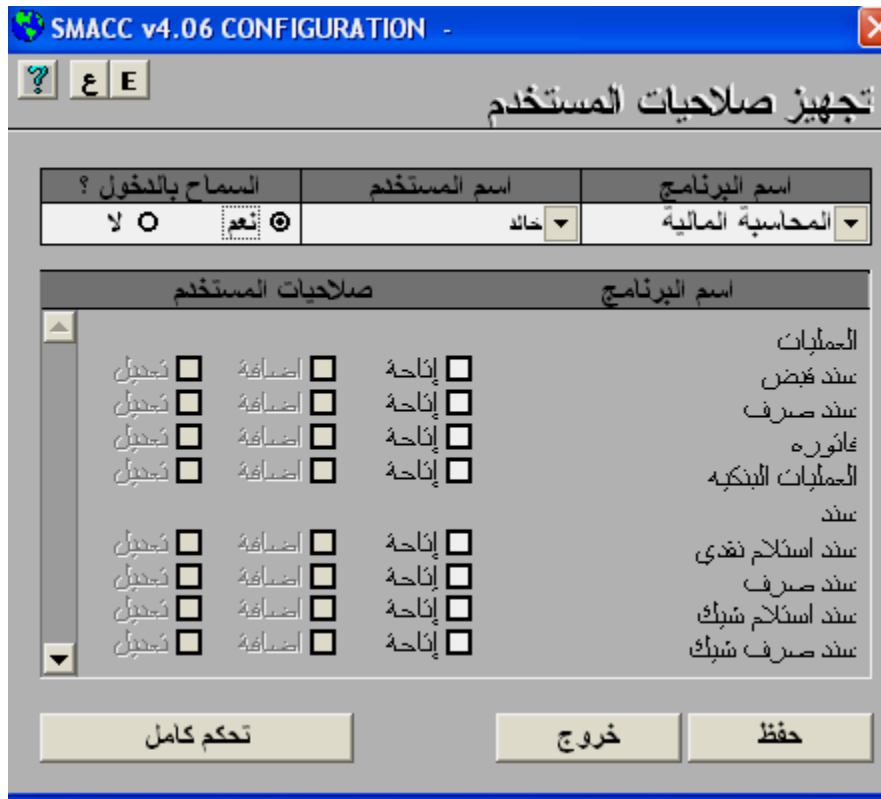 SMACC v4.06 CONFIGURATION -
? ع E
تجهيز صلاحيات المستخدم
اسم البرنامج اسم المستخدم السماح بالدخول ؟
المحاسبة المالية خالد نعم لا
اسم البرنامج صلاحيات المستخدم
العمليات
سند قبض إتاحة اضافة تعديل
سند صرف إتاحة اضافة تعديل
فاتوره إتاحة اضافة تعديل
العمليات البنكيه إتاحة اضافة تعديل
سند
سند استلام نقدي إتاحة اضافة تعديل
سند صرف إتاحة اضافة تعديل
سند استلام شيك إتاحة اضافة تعديل
سند صرف شيك إتاحة اضافة تعديل
حفظ خروج تحكم كامل